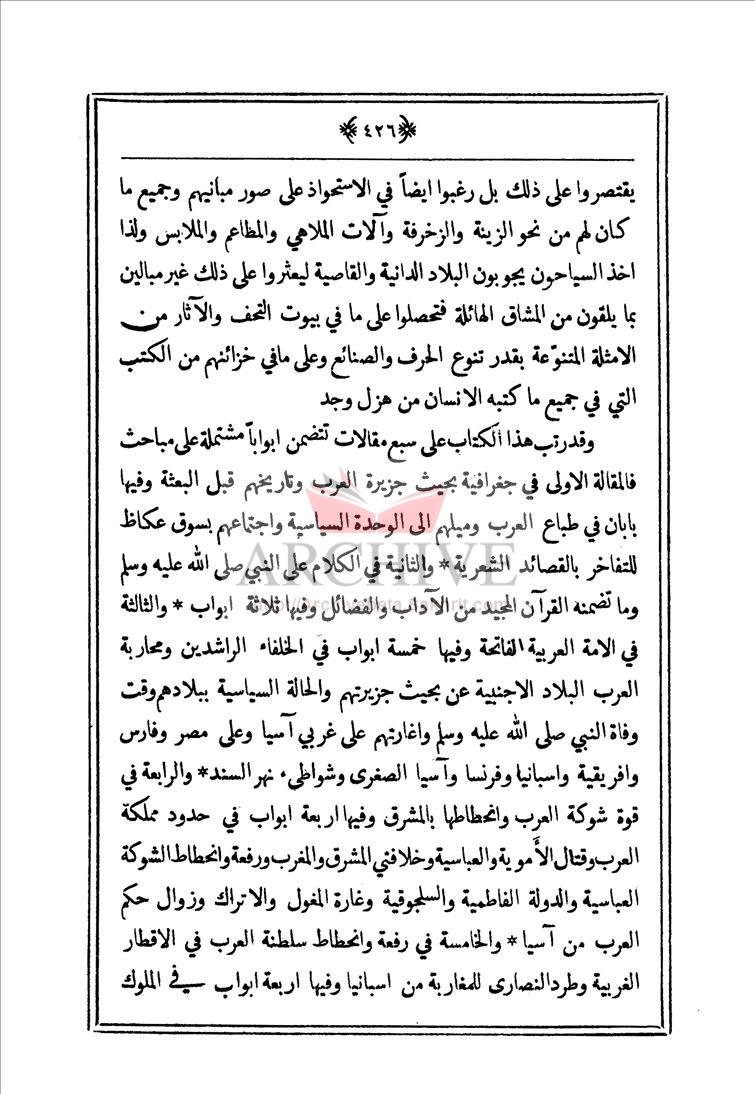 ٤٢٦
يقتصروا على ذلك بل رغبوا ايضاً في الاستحواذ على صور مبانيهم وجميع ما
كان لهم من نحو الزينة والزخرفة وآلات الملاهي والمطاعم والملابس ولذا
اخذ السياحون يجوبون البلاد الدانية والقاصية ليعثروا على ذلك غير مبالين
بما يلقون من المشاق الهائلة فتحصلوا على ما في بيوت التحف والآثار من
الامثلة المتنوّعة بقدر تنوع الحرف والصنائع وعلى مافي خزائنهم من الكتب
التي في جميع ما كتبه الانسان من هزل وجد
وقد رتب هذا الكتاب على سبع مقالات تتضمن ابواباً مشتملة على مباحث
فالمقالة الاولى في جغرافية بحيث جزيرة العرب وتاريخهم قبل البعثة وفيها
بابان في طباع العرب وميلهم الى الوحدة السياسية واجتماعهم بسوق عكاظ
للتفاخر بالقصائد الشعرية * والثانية في الكلام على النبي صلى الله عليه وسلم
وما تضمنه القرآن المجيد من الآداب والفضائل وفيها ثلاثة ابواب * والثالثة
في الامة العربية الفاتحة وفيها خمسة ابواب في الخلفاء الراشدين ومحاربة
العرب البلاد الاجنبية عن بحيث جزيرتهم والحالة السياسية ببلادهم وقت
وفاة النبي صلى الله عليه وسلم واغارتهم على غربي آسيا وعلى مصر وفارس
وافريقية واسبانيا وفرنسا وآسيا الصغرى وشواطيء نهر السند * والرابعة في
قوة شوكة العرب وانحطاطها بالمشرق وفيها اربعة ابواب في حدود مملكة
العرب وقتال الأموية والعباسية وخلافتي المشرق والمغرب ورفعة وانحطاط الشوكة
العباسية والدولة الفاطمية والسلجوقية وغارة المغول والاتراك وزوال حكم
العرب من آسيا * والخامسة في رفعة وانحطاط سلطنة العرب في الاقطار
الغربية وطرد النصارى للمغاربة من اسبانيا وفيها اربعة ابواب في الملوك
ARCHIVE